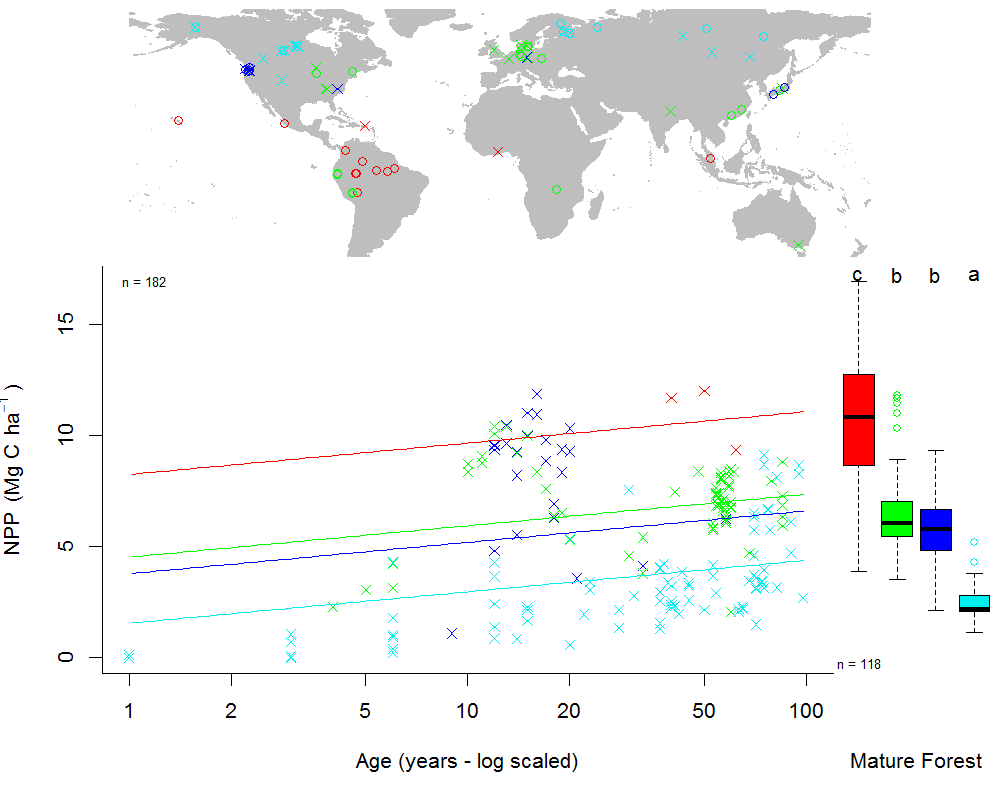 n = 182
c b b a
NPP (Mg C ha⁻¹)
15
10
5
0
n = 118
1 2 5 10 20 50 100
Age (years - log scaled)
Mature Forest